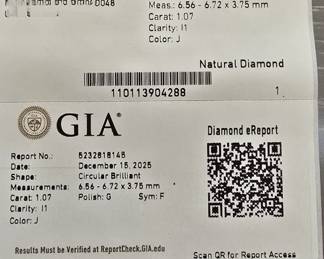 D048
Meas.: 6.56 - 6.72 x 3.75 mm
Carat: 1.07
Clarity: I1
Color: J
Natural Diamond
110113904288
1
GIA®
Diamond eReport
Report No.: 5232818145
Date: December 15, 2025
Shape: Circular Brilliant
Measurements: 6.56 - 6.72 x 3.75 mm
Carat: 1.07 Polish: G Sym: F
Clarity: I1
Color: J
Results Must be Verified at ReportCheck.GIA.edu
Scan QR for Report Access